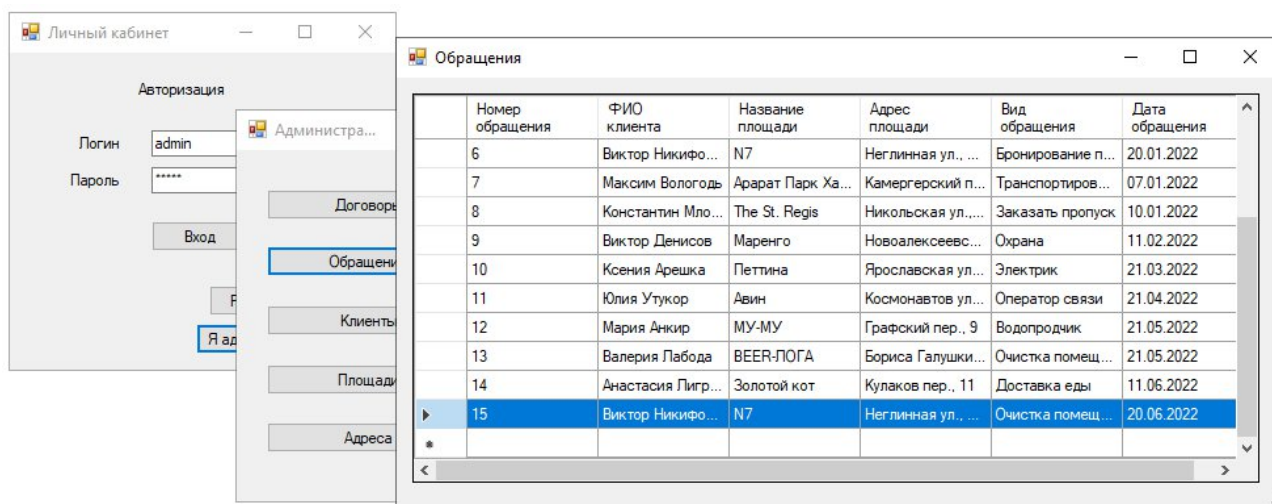 Личный кабинет
Авторизация
Логин admin
Пароль *****
Вход
Я
Администра...
Договоры
Обращени
Клиенты
Площади
Адреса
Обращения
Номер обращения ФИО клиента Название площади Адрес площади Вид обращения Дата обращения
6 Виктор Никифо... N7 Неглинная ул., ... Бронирование п... 20.01.2022
7 Максим Вологодь Арарат Парк Ха... Камергерский п... Транспортиров... 07.01.2022
8 Константин Мло... The St. Regis Никольская ул.,... Заказать пропуск 10.01.2022
9 Виктор Денисов Маренго Новоалексеевс... Охрана 11.02.2022
10 Ксения Арешка Петтина Ярославская ул... Электрик 21.03.2022
11 Юлия Утукор Авин Космонавтов ул... Оператор связи 21.04.2022
12 Мария Анкир МУ-МУ Графский пер., 9 Водопродчик 21.05.2022
13 Валерия Лабода BEER-ЛОГА Бориса Галушки... Очистка помещ... 21.05.2022
14 Анастасия Лигр... Золотой кот Кулаков пер., 11 Доставка еды 11.06.2022
15 Виктор Никифо... N7 Неглинная ул., ... Очистка помещ... 20.06.2022